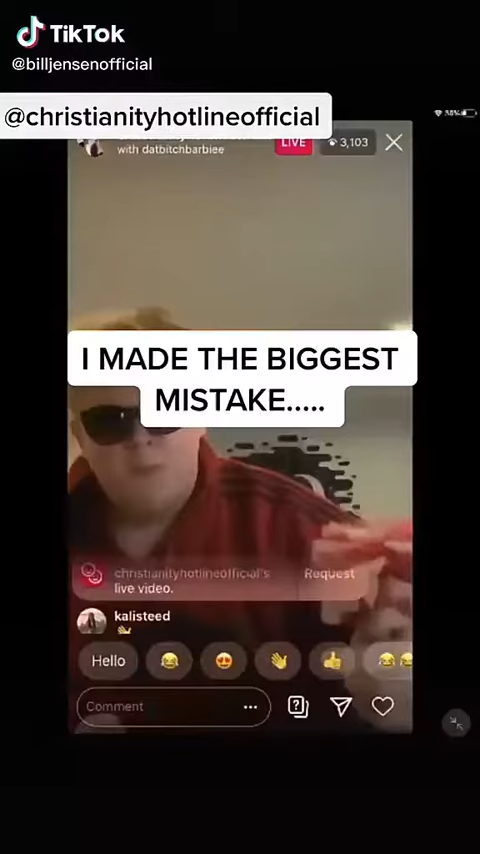 TikTok
@billjensenofficial
@christianityhotlineofficial
35%
with datbitchbarbiee
LIVE
3,103
I MADE THE BIGGEST
MISTAKE.....
christianityhotlineofficial's
live video.
Request
kalisteed
👋
Hello 😂 😍 👋 👍 😂 😂
Comment